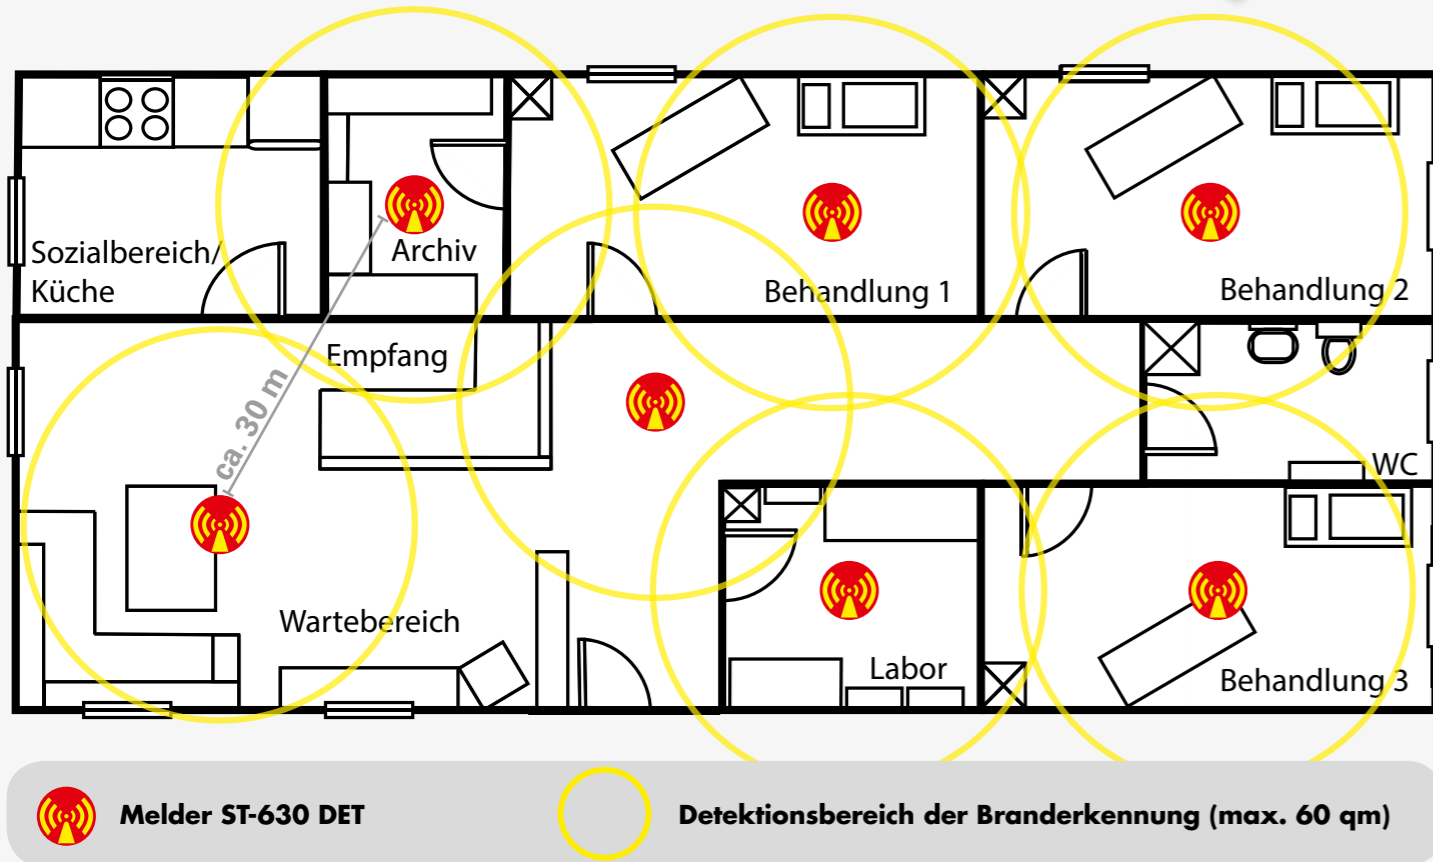 Sozialbereich/
Küche
Archiv
Behandlung 1
Behandlung 2
Empfang
ca. 30 m
WC
Wartebereich
Labor
Behandlung 3
Melder ST-630 DET
Detektionsbereich der Branderkennung (max. 60 qm)